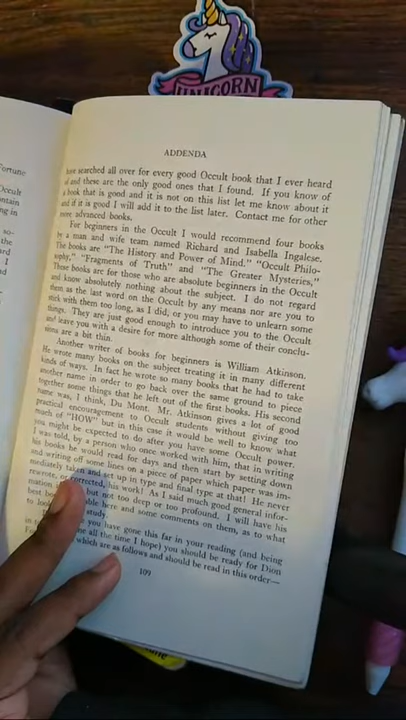 UNICORN
Fortune
Occult
ntain
ng in
so-
the
ard
I
ed
ADDENDA
have searched all over for every good Occult book that I ever heard
of and these are the only good ones that I found. If you know of
a book that is good and it is not on this list let me know about it
and if it is good I will add it to the list later. Contact me for other
more advanced books.
For beginners in the Occult I would recommend four books
by a man and wife team named Richard and Isabella Ingalese.
The books are "The History and Power of Mind," "Occult Philo-
sophy," "Fragments of Truth" and "The Greater Mysteries,"
These books are for those who are absolute beginners in the Occult
and know absolutely nothing about the subject. I do not regard
them as the last word on the Occult by any means nor are you to
stick with them too long, as I did, or you may have to unlearn some
things. They are just good enough to introduce you to the Occult
and leave you with a desire for more although some of their conclu-
sions are a bit thin.
Another writer of books for beginners is William Atkinson.
He wrote many books on the subject treating it in many different
kinds of ways. In fact he wrote so many books that he had to take
another name in order to go back over the same ground to piece
together some things that he left out of the first books. His second
name was, I think, Du Mont. Mr. Atkinson gives a lot of good
practical encouragement to Occult students without giving too
much of "HOW" but in this case it would be well to know what
you might be expected to do after you have some Occult power.
I was told, by a person who once worked with him, that in writing
his books he would read for days and then start by setting down
and writing off some lines on a piece of paper which paper was im-
mediately taken and set up in type and final type at that! He never
rewrote, or corrected, his work! As I said much good general infor-
mation but not too deep or too profound. I will have his
best able here and some comments on them, as to what
to look study.
you have gone this far in your reading (and being
all the time I hope) you should be ready for Dion
which are as follows and should be read in this order—
109